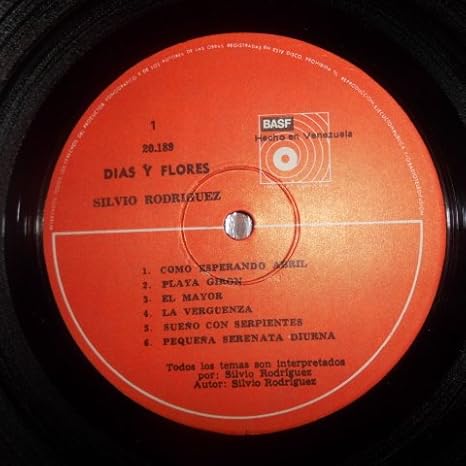 BASF
Hecho en Venezuela
1
20.189
DIAS Y FLORES
SILVIO RODRIGUEZ
1. COMO ESPERANDO ABRIL
2. PLAYA GIRON
3. EL MAYOR
4. LA VERGUENZA
5. SUEÑO CON SERPIENTES
6. PEQUEÑA SERENATA DIURNA
Todos los temas son interpretados
por: Silvio Rodríguez
Autor: Silvio Rodríguez